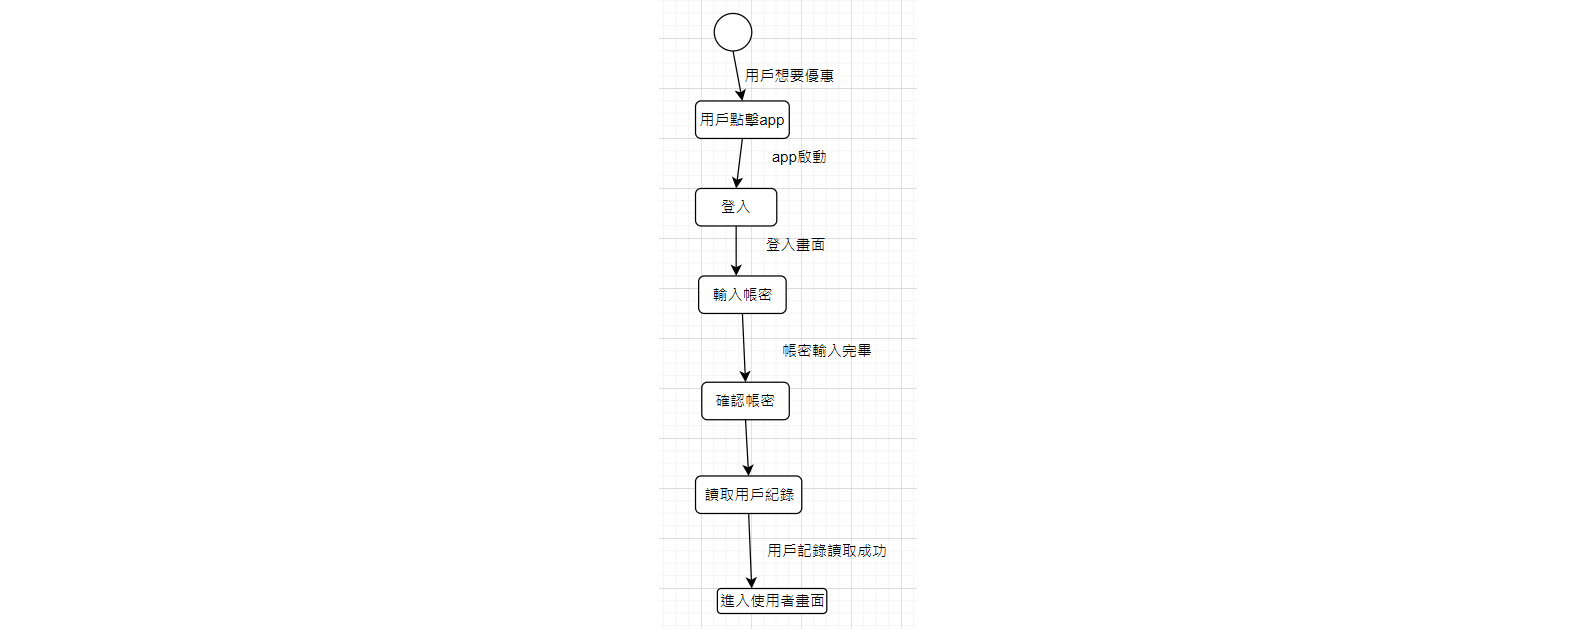 用戶想要優惠
用戶點擊app
app啟動
登入
登入畫面
輸入帳密
帳密輸入完畢
確認帳密
讀取用戶紀錄
用戶記錄讀取成功
進入使用者畫面